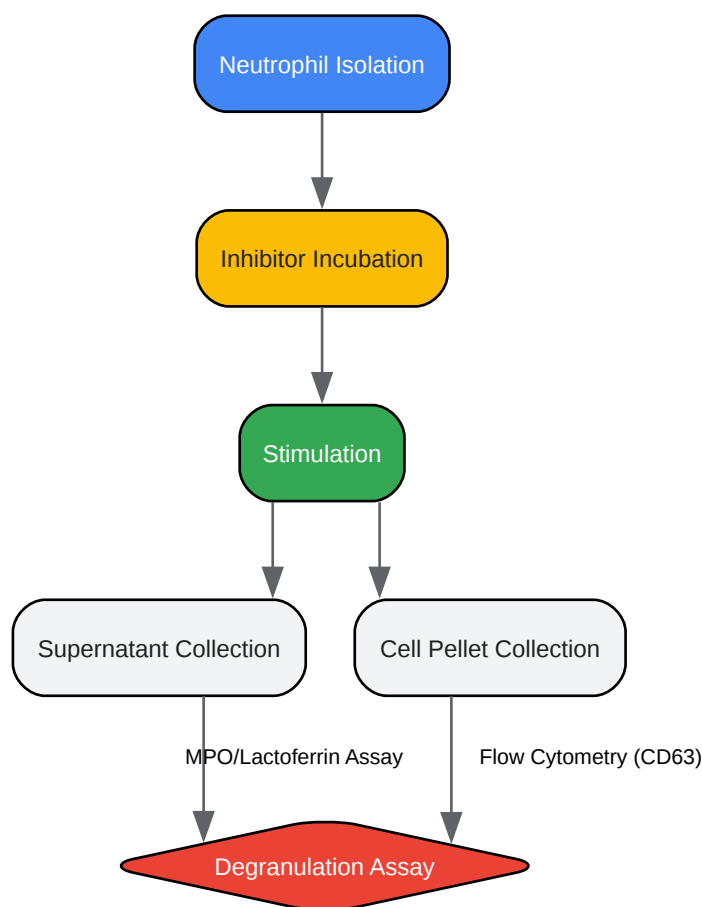 Neutrophil Isolation
Inhibitor Incubation
Stimulation
Supernatant Collection
Cell Pellet Collection
MPO/Lactoferrin Assay
Flow Cytometry (CD63)
Degranulation Assay